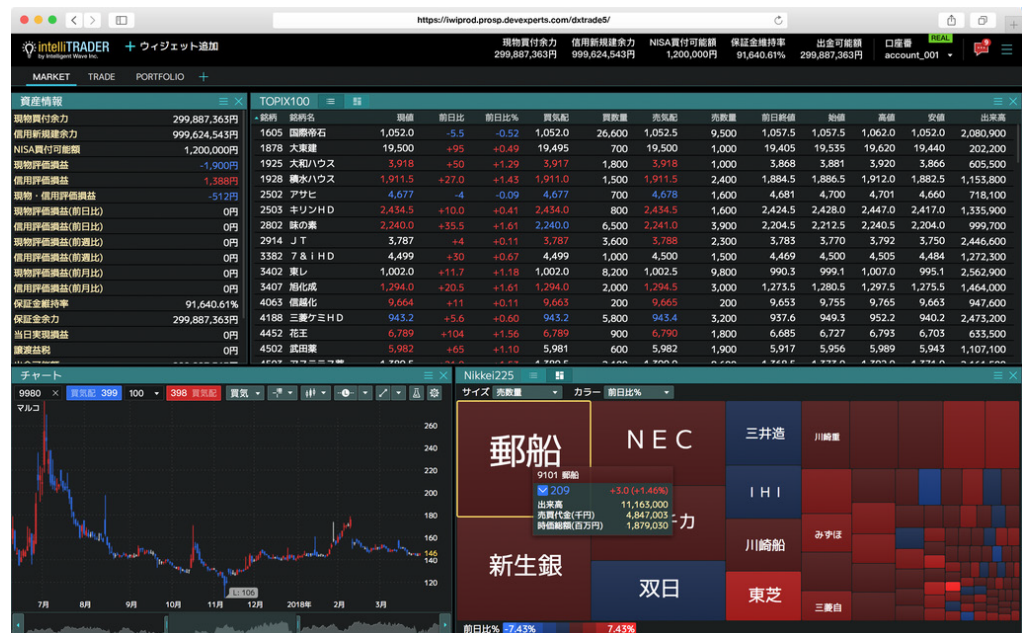 https://iwiprod.prosp.devexperts.com/dxtrade5/
intelliTRADER
by Intelligent Wave Inc.
+ ウィジェット追加
現物買付余力 信用新規建余力 NISA買付可能額 保証金維持率 出金可能額 口座番 REAL
299,887,363円 999,624,543円 1,200,000円 91,640.61% 299,887,363円 account_001
MARKET TRADE PORTFOLIO +
資産情報
現物買付余力 299,887,363円
信用新規建余力 999,624,543円
NISA買付可能額 1,200,000円
現物評価損益 -1,900円
信用評価損益 1,388円
現物・信用評価損益 -512円
現物評価損益(前日比) 0円
信用評価損益(前日比) 0円
現物評価損益(前週比) 0円
信用評価損益(前週比) 0円
現物評価損益(前月比) 0円
信用評価損益(前月比) 0円
保証金維持率 91,640.61%
保証金余力 299,887,363円
当日実現損益 0円
譲渡益税 0円
TOPIX100
銘柄 銘柄名 現値 前日比 前日比% 買気配 買数量 売気配 売数量 前日終値 始値 高値 安値 出来高
1605 国際帝石 1,052.0 -5.5 -0.52 1,052.0 26,600 1,052.5 9,500 1,057.5 1,057.5 1,062.0 1,052.0 2,080,900
1878 大東建 19,500 +95 +0.49 19,495 700 19,500 1,000 19,405 19,535 19,620 19,440 202,200
1925 大和ハウス 3,918 +50 +1.29 3,917 1,800 3,918 1,000 3,868 3,881 3,920 3,866 605,500
1928 積水ハウス 1,911.5 +27.0 +1.43 1,911.0 1,500 1,911.5 2,400 1,884.5 1,886.5 1,912.0 1,882.5 1,153,800
2502 アサヒ 4,677 -4 -0.09 4,677 700 4,678 1,600 4,681 4,700 4,701 4,660 718,100
2503 キリンHD 2,434.5 +10.0 +0.41 2,434.0 800 2,434.5 1,600 2,424.5 2,428.0 2,447.0 2,417.0 1,335,900
2802 味の素 2,240.0 +35.5 +1.61 2,240.0 6,500 2,241.0 3,900 2,204.5 2,212.5 2,240.5 2,204.0 999,700
2914 JT 3,787 +4 +0.11 3,787 3,600 3,788 2,300 3,783 3,770 3,792 3,750 2,446,600
3382 7&iHD 4,499 +30 +0.67 4,499 1,000 4,500 1,500 4,469 4,500 4,505 4,484 1,272,300
3402 東レ 1,002.0 +11.7 +1.18 1,002.0 8,200 1,002.5 9,800 990.3 999.1 1,007.0 995.1 2,562,900
3407 旭化成 1,294.0 +20.5 +1.61 1,294.0 2,000 1,294.5 3,000 1,273.5 1,280.5 1,297.5 1,275.5 1,464,000
4063 信越化 9,664 +11 +0.11 9,663 200 9,665 200 9,653 9,755 9,765 9,663 947,600
4188 三菱ケミHD 943.2 +5.6 +0.60 943.2 5,800 943.4 3,200 937.6 949.3 952.2 940.2 2,473,200
4452 花王 6,789 +104 +1.56 6,789 900 6,790 1,800 6,685 6,727 6,793 6,703 633,500
4502 武田薬 5,982 +65 +1.10 5,981 600 5,982 1,900 5,917 5,956 5,989 5,943 1,107,100
チャート
9980 × 買気配 399 100 398 買気配 買気
マルコ
260
240
220
200
180
160
146
140
120
L: 106
7月 8月 9月 10月 11月 12月 2018年 2月 3月
Nikkei225
サイズ 売数量 カラー 前日比%
郵船
NEC
三井造
川崎重
IHI
9101 郵船
209 +3.0 (+1.46%)
出来高 11,163,000
売買代金(千円) 4,847,003
時価総額(百万円) 1,879,030
カ
新生銀
双日
川崎船
みずほ
東芝
三菱自
前日比% -7.43% 7.43%